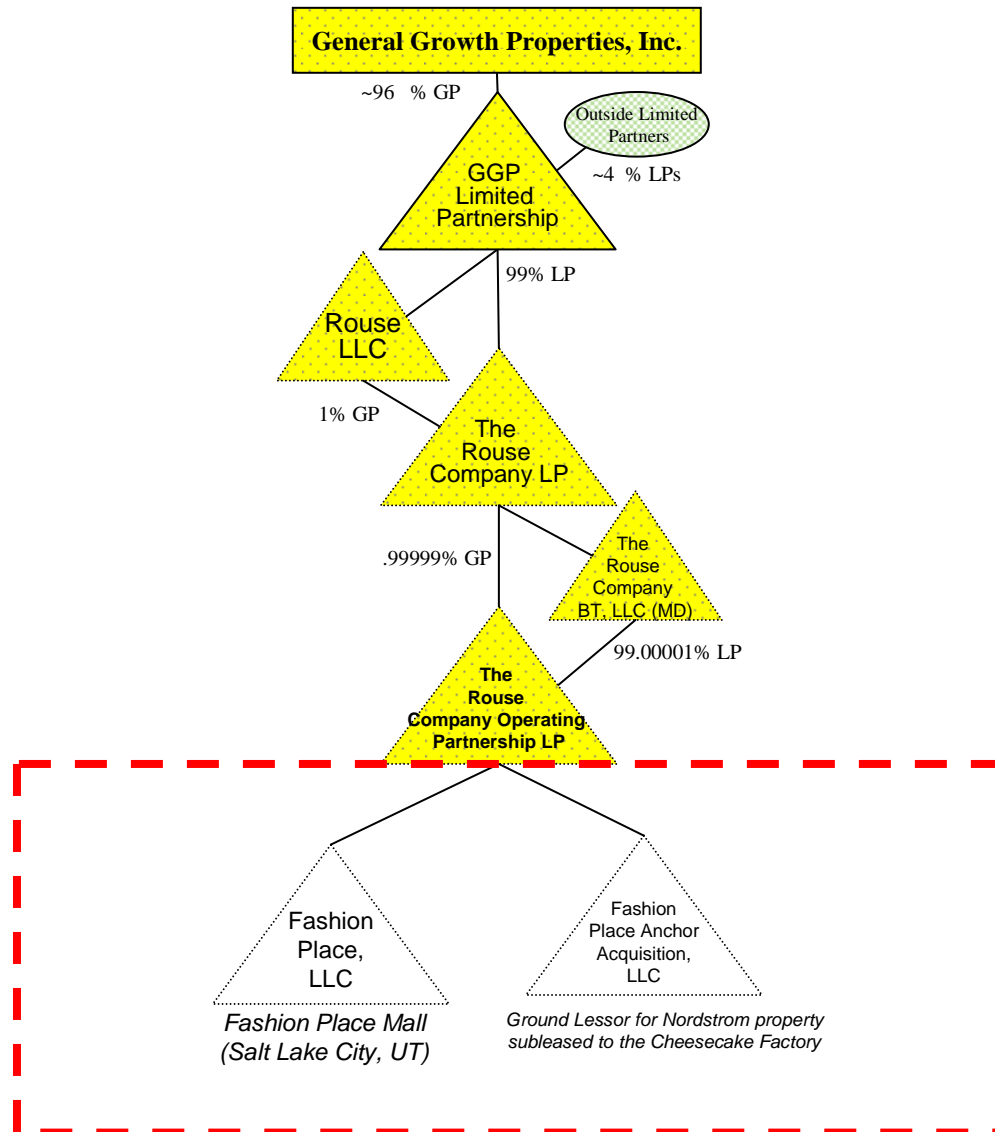 General Growth Properties, Inc.
~96 % GP
Outside Limited
Partners
~4 % LPs
GGP
Limited
Partnership
99% LP
Rouse
LLC
1% GP
The
Rouse
Company LP
.99999% GP
The
Rouse
Company
BT, LLC (MD)
99.00001% LP
The
Rouse
Company Operating
Partnership LP
Fashion
Place,
LLC
Fashion Place Mall
(Salt Lake City, UT)
Fashion
Place Anchor
Acquisition,
LLC
Ground Lessor for Nordstrom property
subleased to the Cheesecake Factory